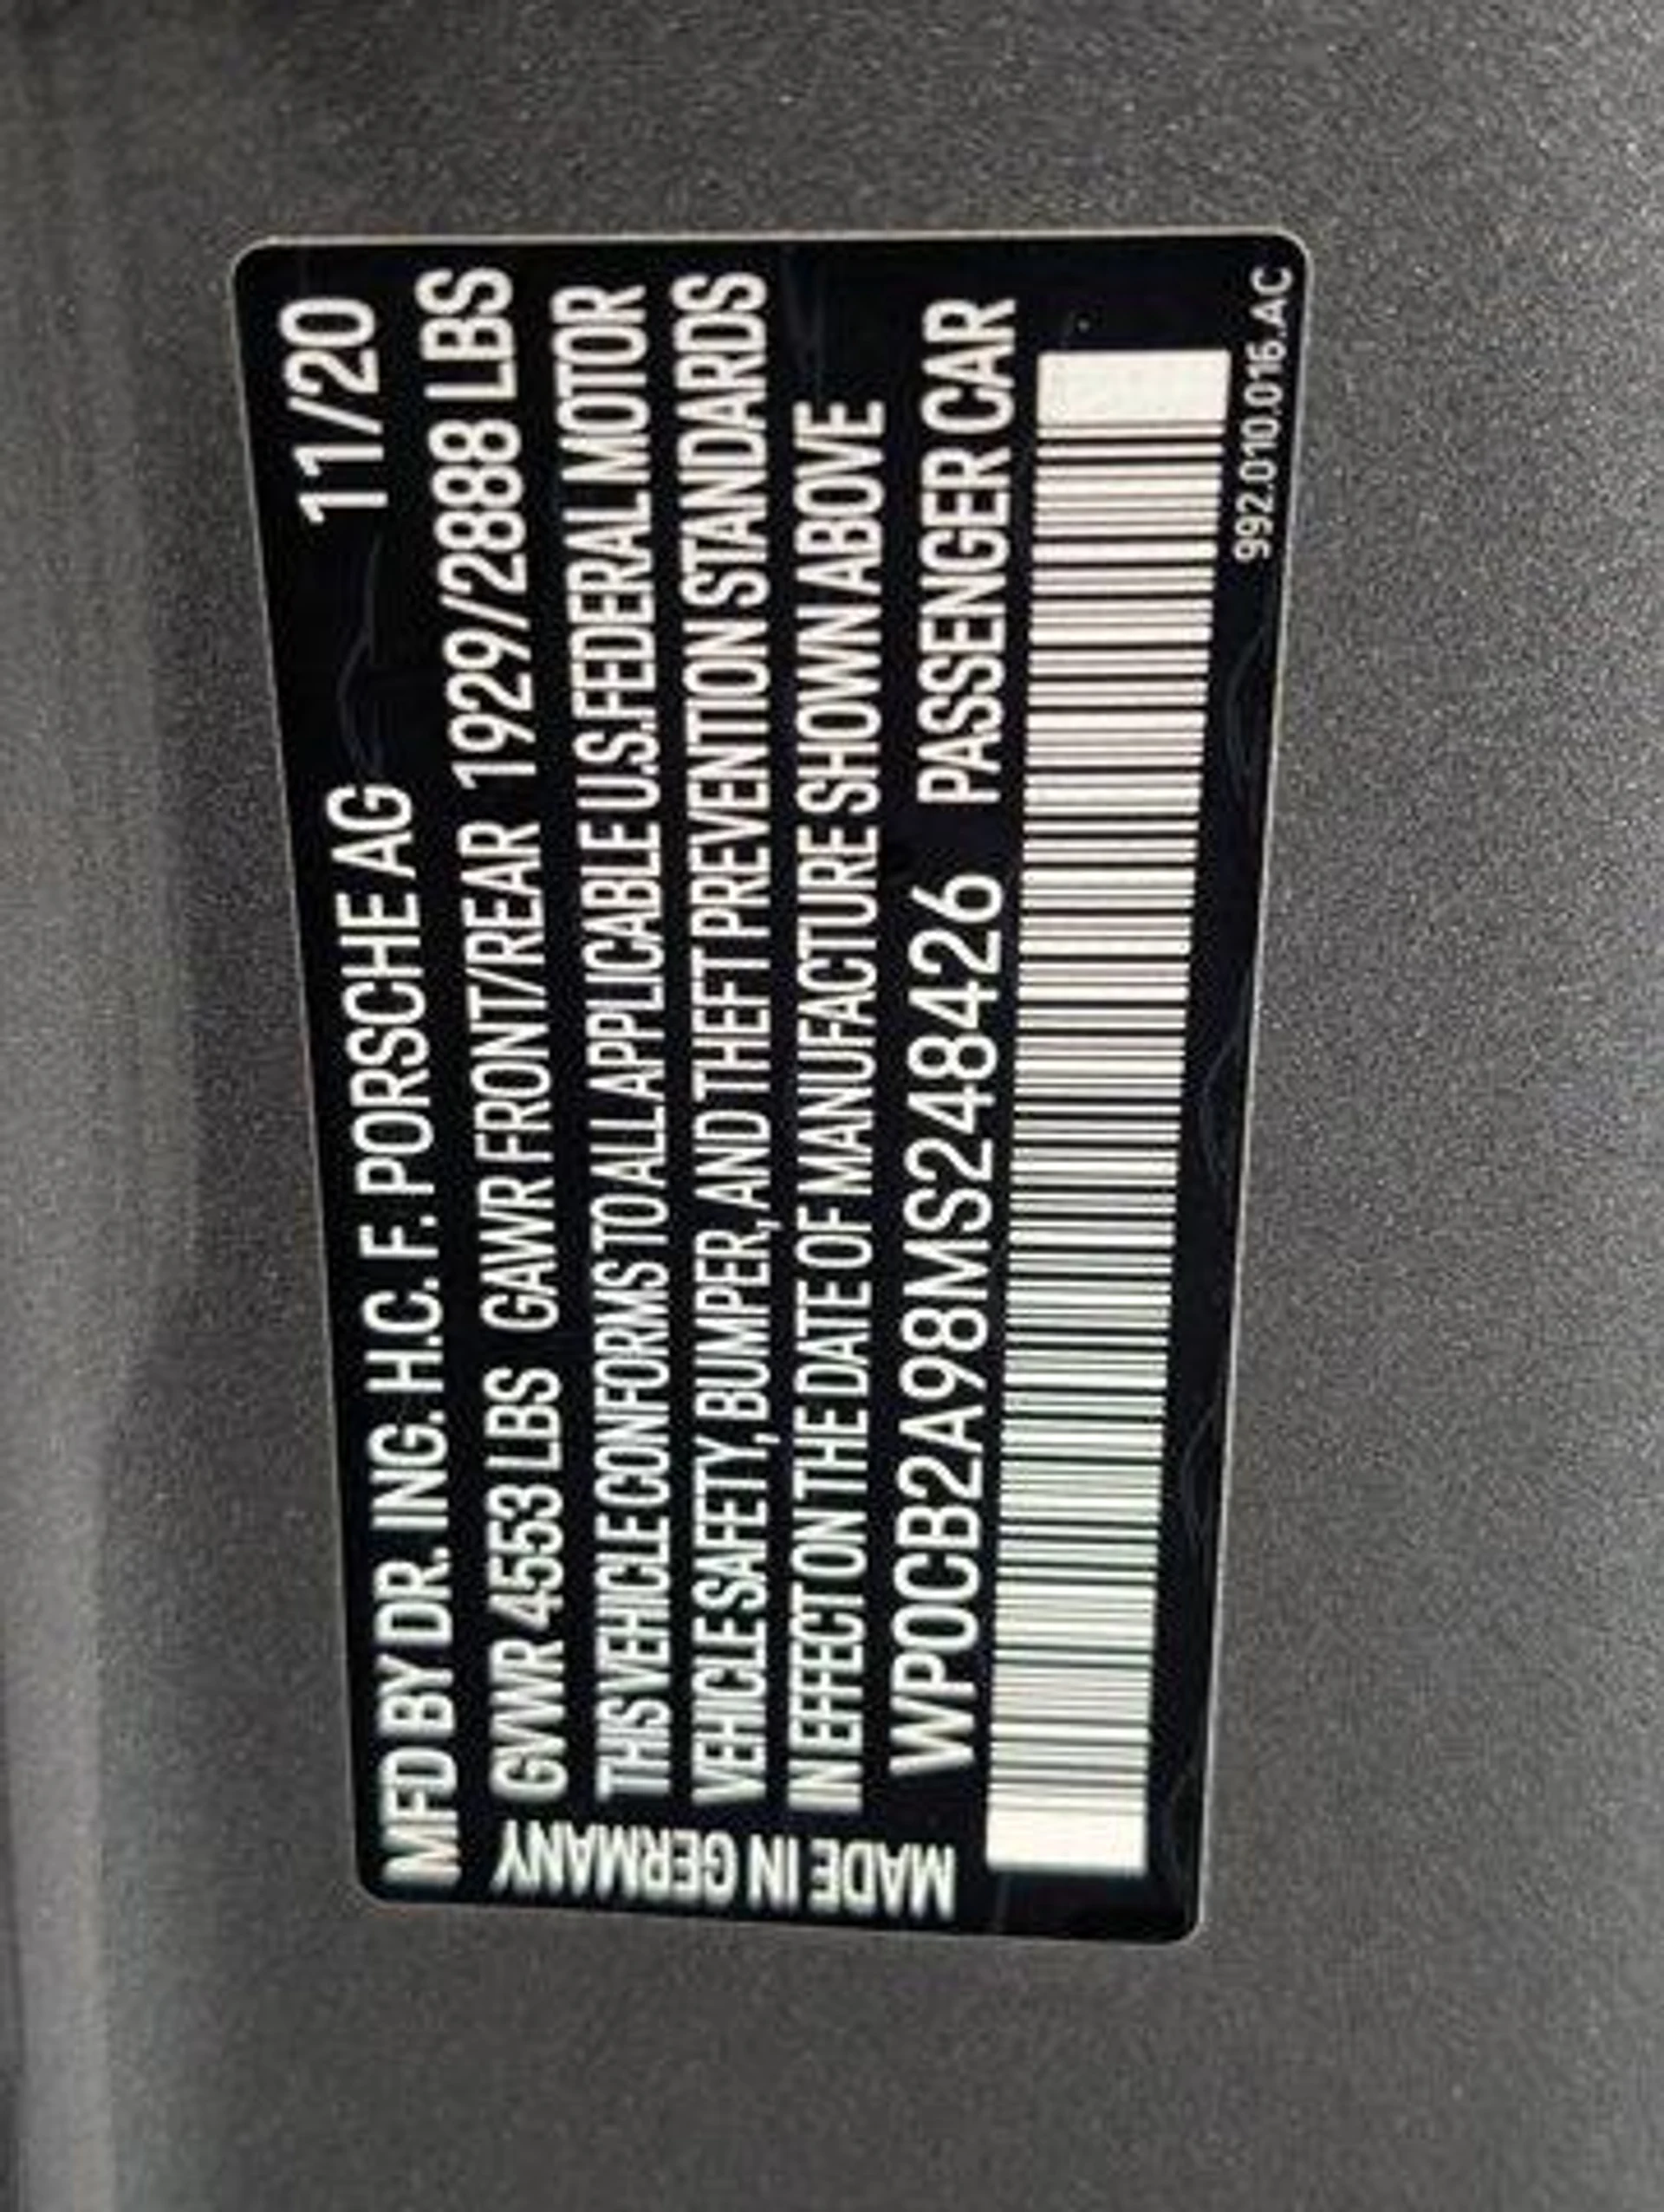 MFD BY DR. ING. H.C. F. PORSCHE AG 11/20
GVWR 4553 LBS GAWR FRONT/REAR 1929/2888 LBS
THIS VEHICLE CONFORMS TO ALL APPLICABLE U.S. FEDERAL MOTOR
VEHICLE SAFETY, BUMPER, AND THEFT PREVENTION STANDARDS
IN EFFECT ON THE DATE OF MANUFACTURE SHOWN ABOVE
WP0CB2A98MS248426 PASSENGER CAR
992.010.016.AC
MADE IN GERMANY